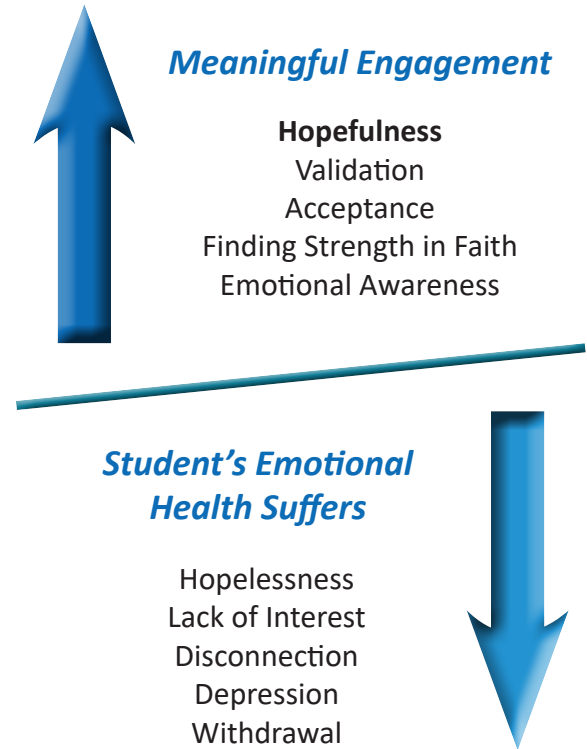 Meaningful Engagement
Hopefulness
Validation
Acceptance
Finding Strength in Faith
Emotional Awareness
Student’s Emotional
Health Suffers
Hopelessness
Lack of Interest
Disconnection
Depression
Withdrawal